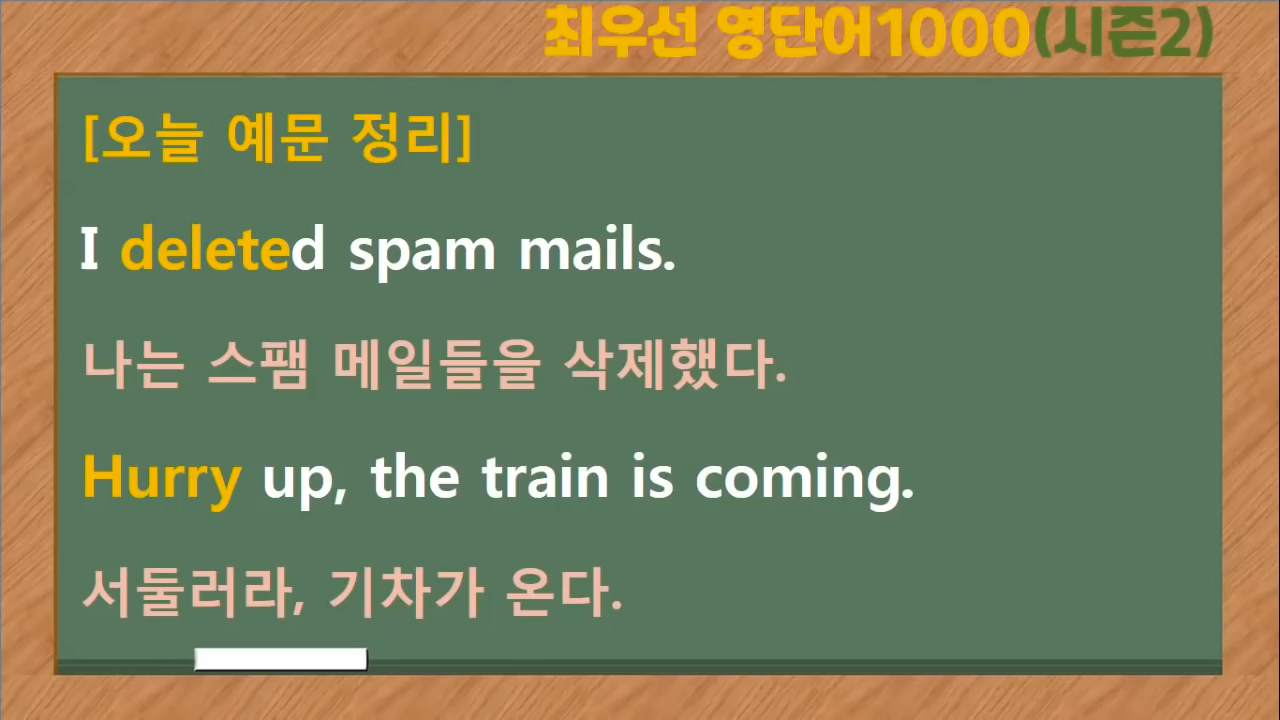 최우선 영단어1000(시즌2)
[오늘 예문 정리]
I deleted spam mails.
나는 스팸 메일들을 삭제했다.
Hurry up, the train is coming.
서둘러라, 기차가 온다.